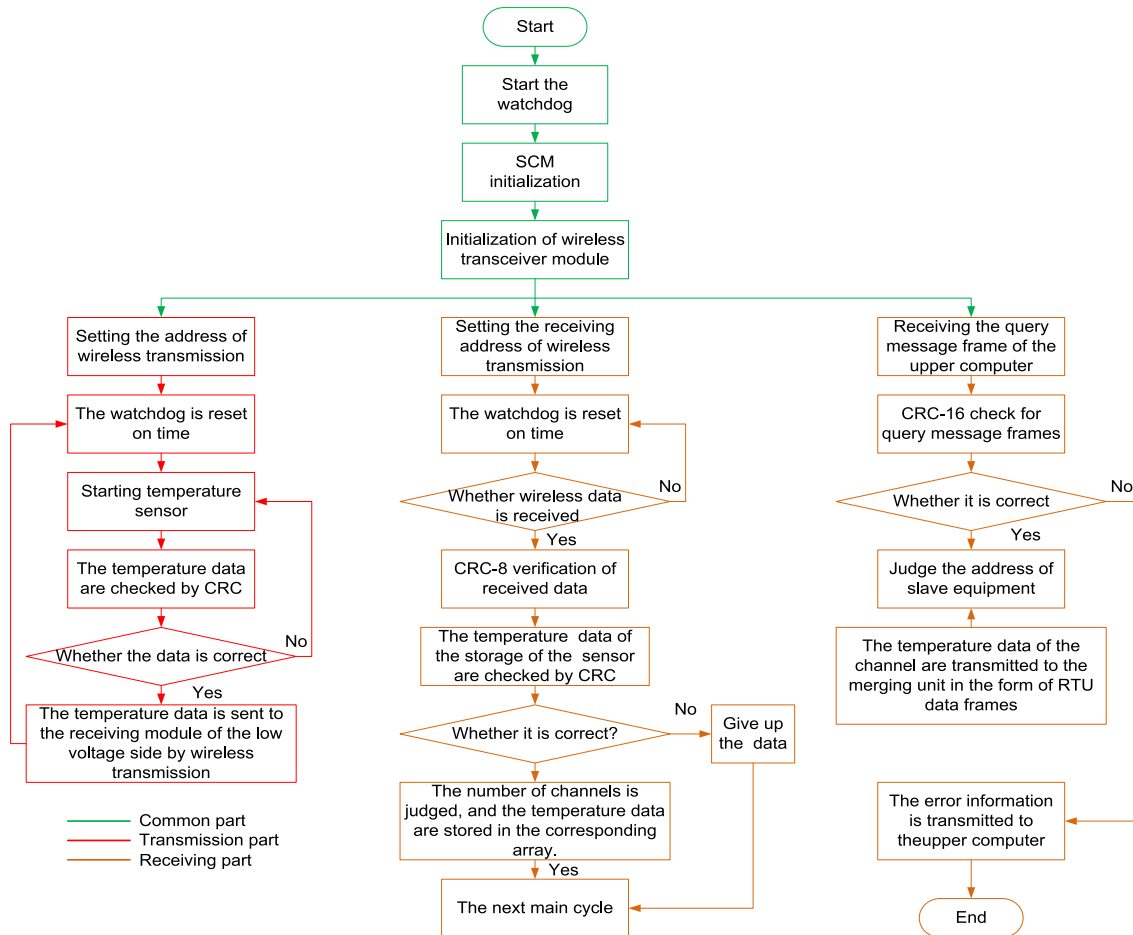 Start
Start the
watchdog
SCM
initialization
Initialization of wireless
transceiver module
Setting the address of
wireless transmission
The watchdog is reset
on time
Starting temperature
sensor
The temperature data
are checked by CRC
No
Whether the data is correct
Yes
The temperature data is sent to
the receiving module of the low
voltage side by wireless
transmission
Setting the receiving
address of wireless
transmission
The watchdog is reset
on time
Whether wireless data
is received
No
Yes
CRC-8 verification of
received data
The temperature data of
the storage of the sensor
are checked by CRC
No
Whether it is correct?
Give up
the data
The number of channels is
judged, and the temperature data
are stored in the corresponding
array.
Yes
The next main cycle
Receiving the query
message frame of the
upper computer
CRC-16 check for
query message frames
No
Whether it is correct
Yes
Judge the address of
slave equipment
The temperature data of the
channel are transmitted to the
merging unit in the form of RTU
data frames
The error information
is transmitted to
theupper computer
End
Common part
Transmission part
Receiving part